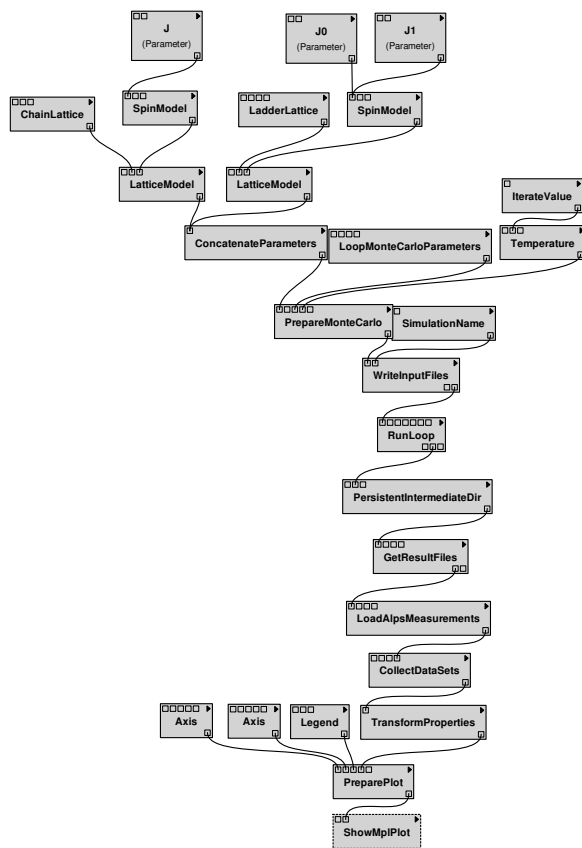 J
(Parameter)
J0
(Parameter)
J1
(Parameter)
ChainLattice
SpinModel
LadderLattice
SpinModel
LatticeModel
LatticeModel
IterateValue
ConcatenateParameters
LoopMonteCarloParameters
Temperature
PrepareMonteCarlo
SimulationName
WriteInputFiles
RunLoop
PersistentIntermediateDir
GetResultFiles
LoadAlpsMeasurements
CollectDataSets
Axis
Axis
Legend
TransformProperties
PreparePlot
ShowMplPlot